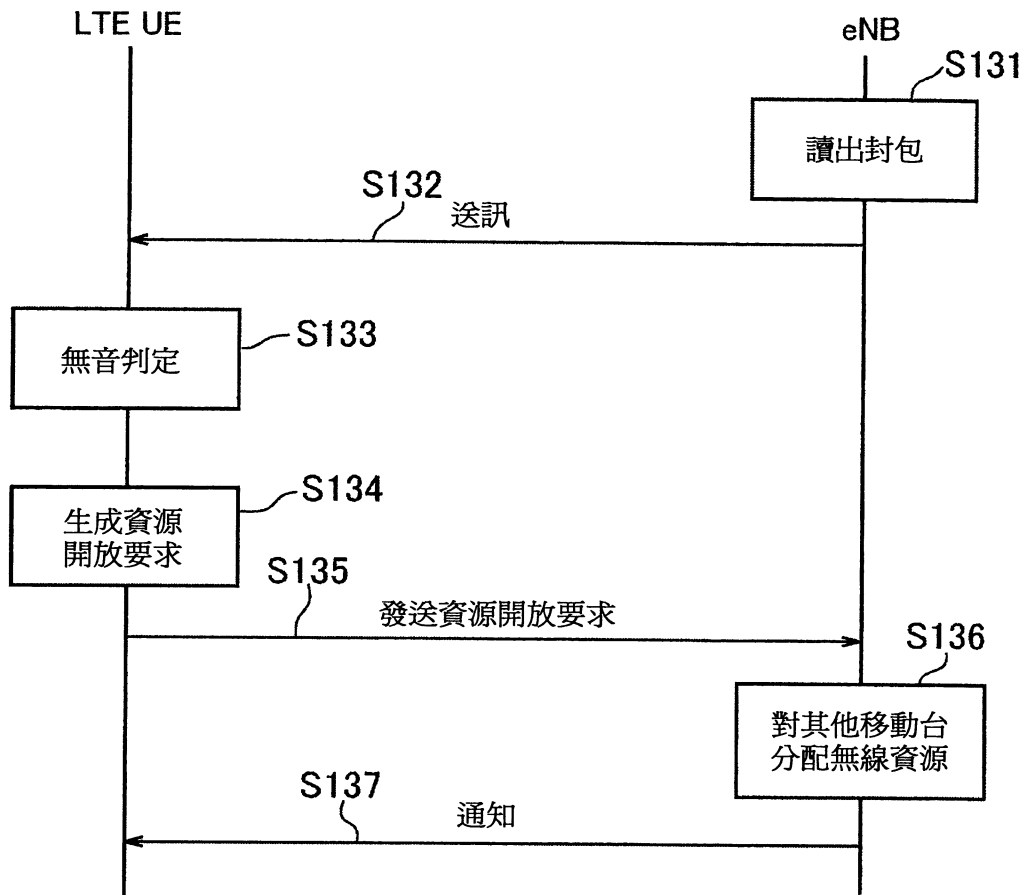 LTE UE
eNB
S131
讀出封包
S132
送訊
S133
無音判定
S134
生成資源
開放要求
S135
發送資源開放要求
S136
對其他移動台
分配無線資源
S137
通知